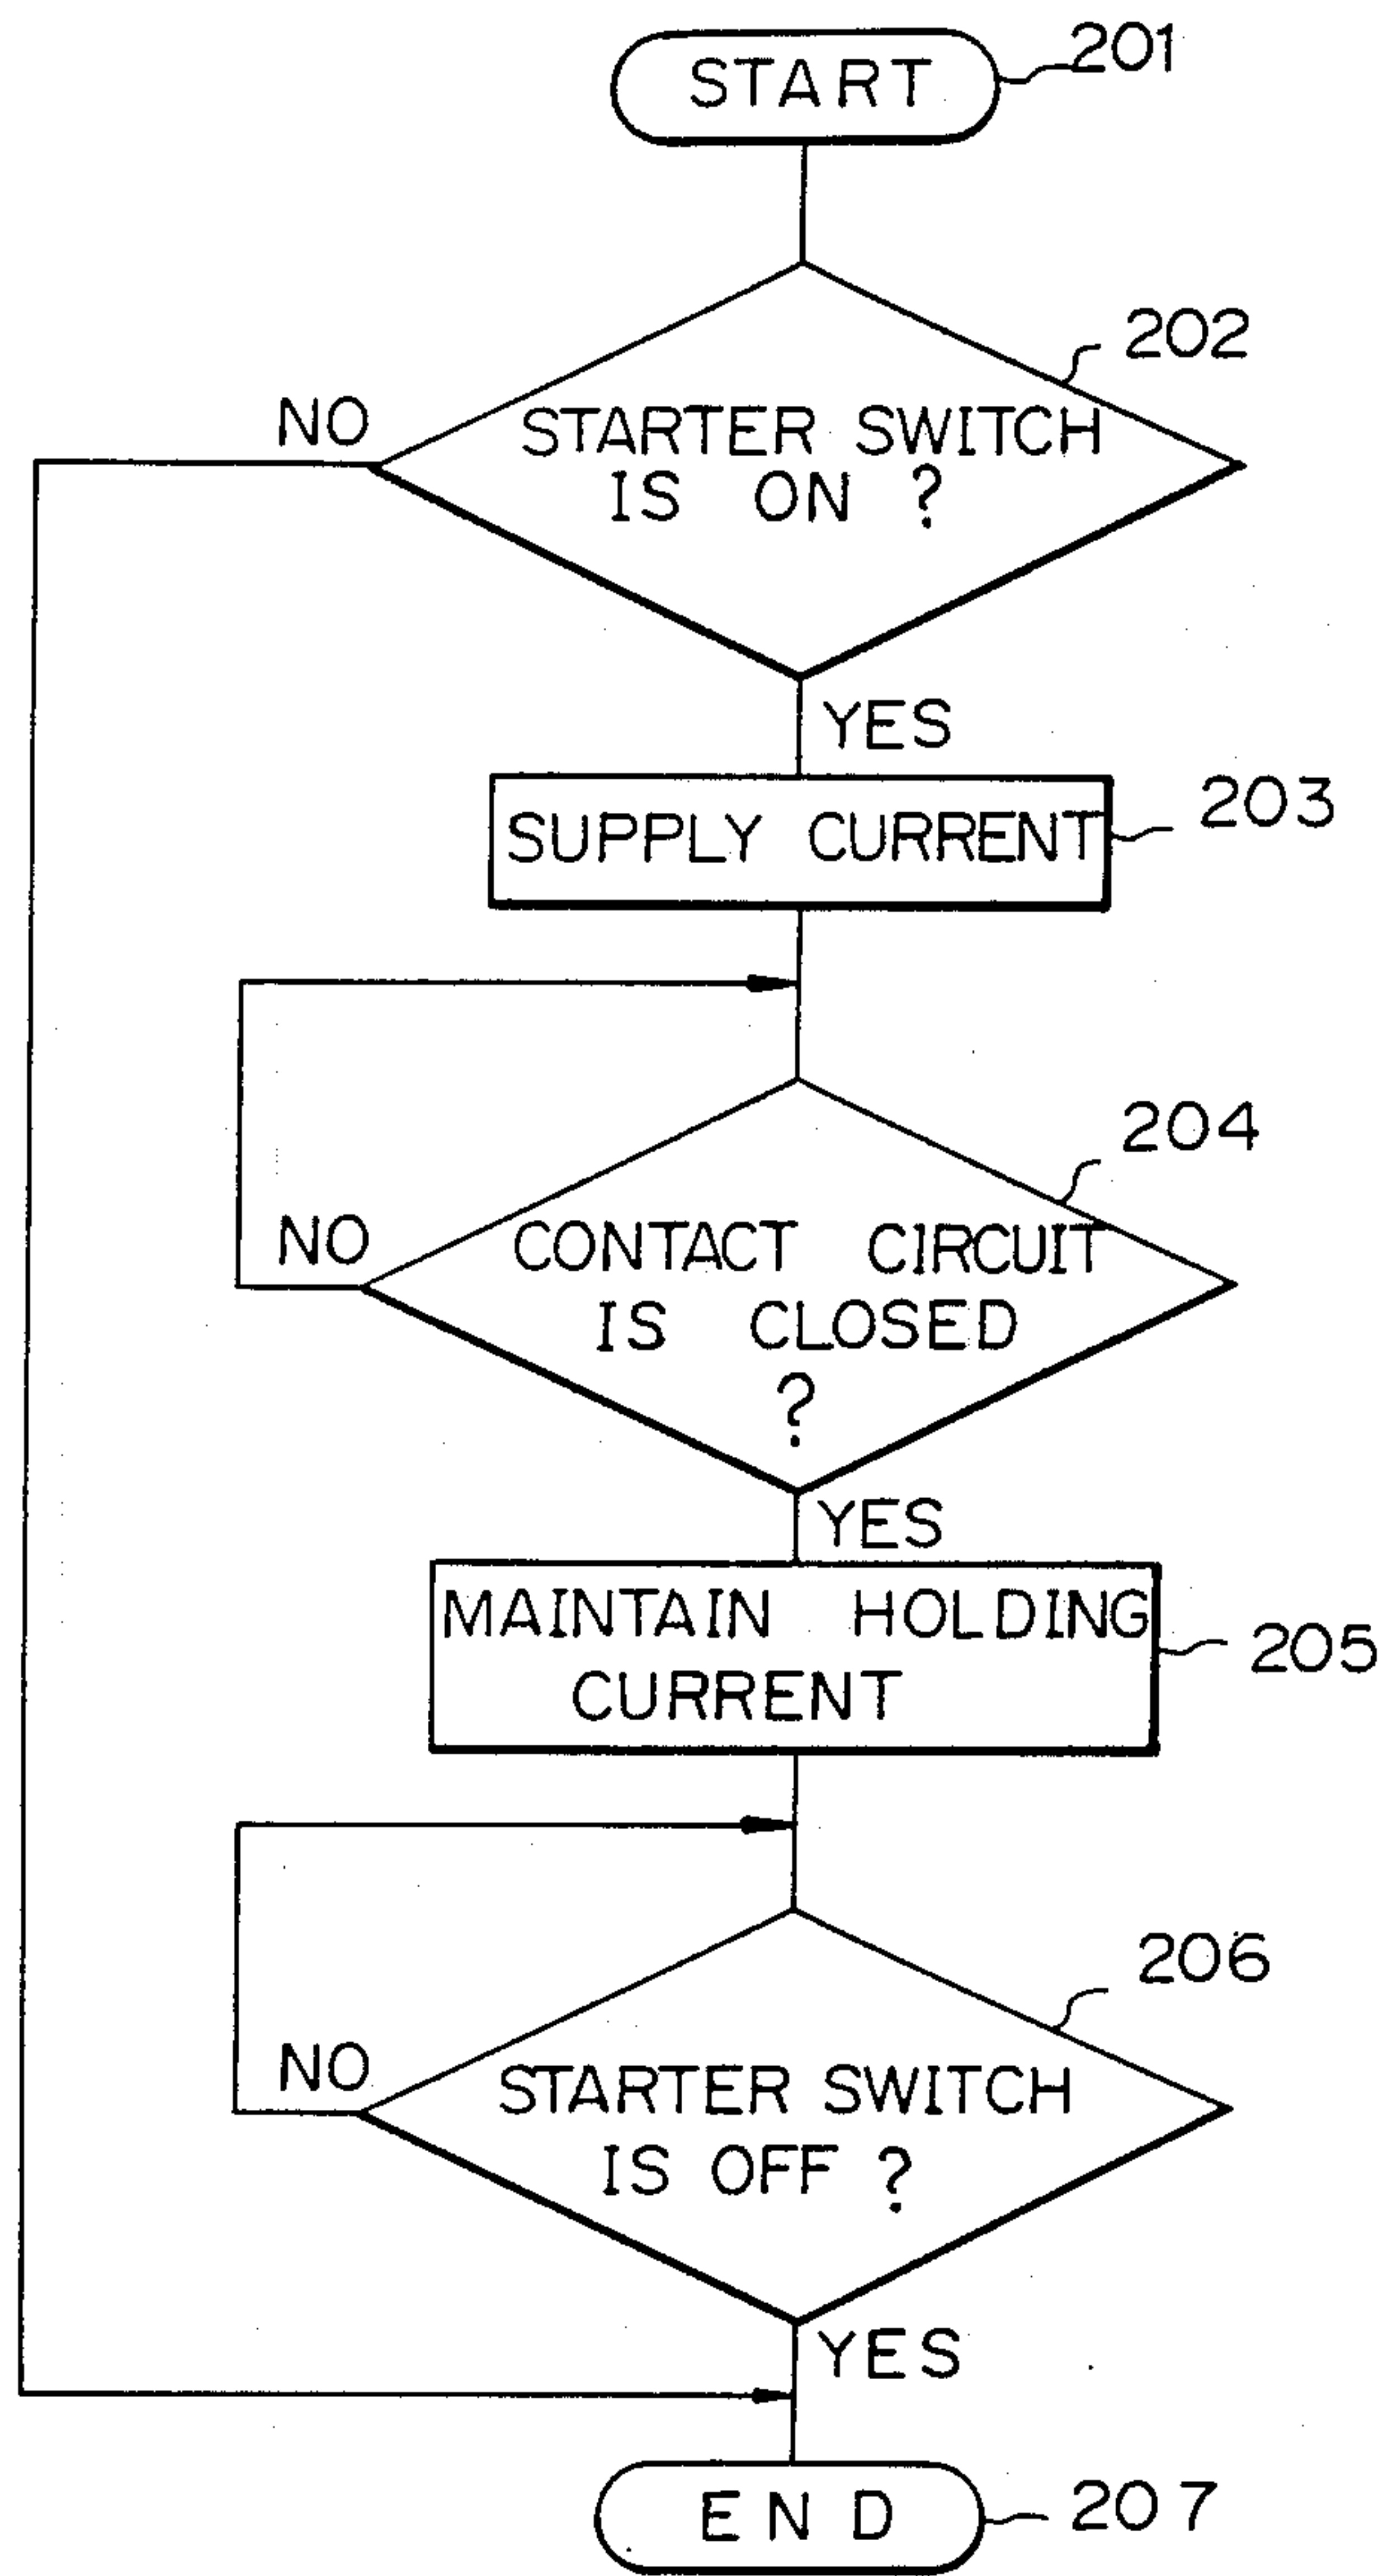 START
201
202
NO
STARTER SWITCH
IS ON ?
YES
SUPPLY CURRENT
203
204
NO
CONTACT CIRCUIT
IS CLOSED
?
YES
MAINTAIN HOLDING
CURRENT
205
206
NO
STARTER SWITCH
IS OFF ?
YES
END
207